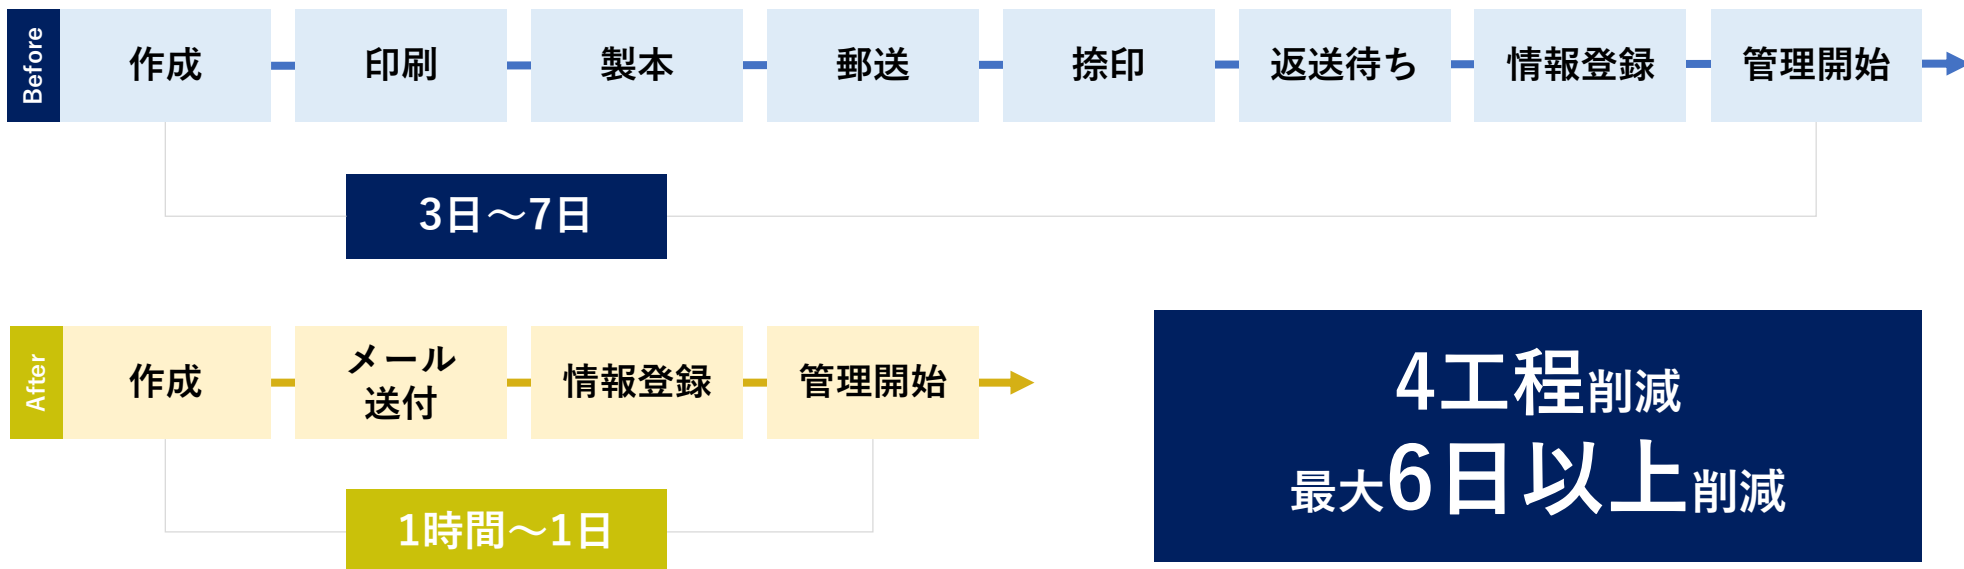 Before
作成
印刷
製本
郵送
捺印
返送待ち
情報登録
管理開始
3日～7日
After
作成
メール
送付
情報登録
管理開始
1時間～1日
4工程削減
最大6日以上削減